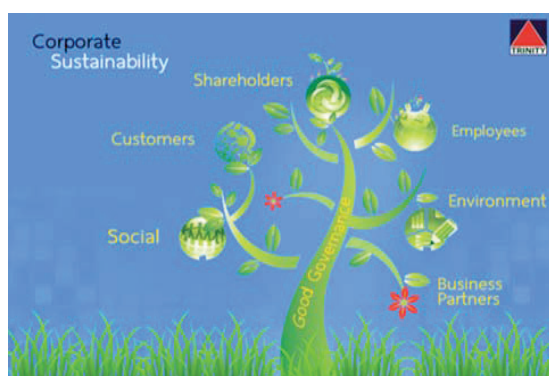 Corporate
Sustainability
TRINITY
Shareholders
Employees
Customers
Environment
Social
Good Governance
Business
Partners